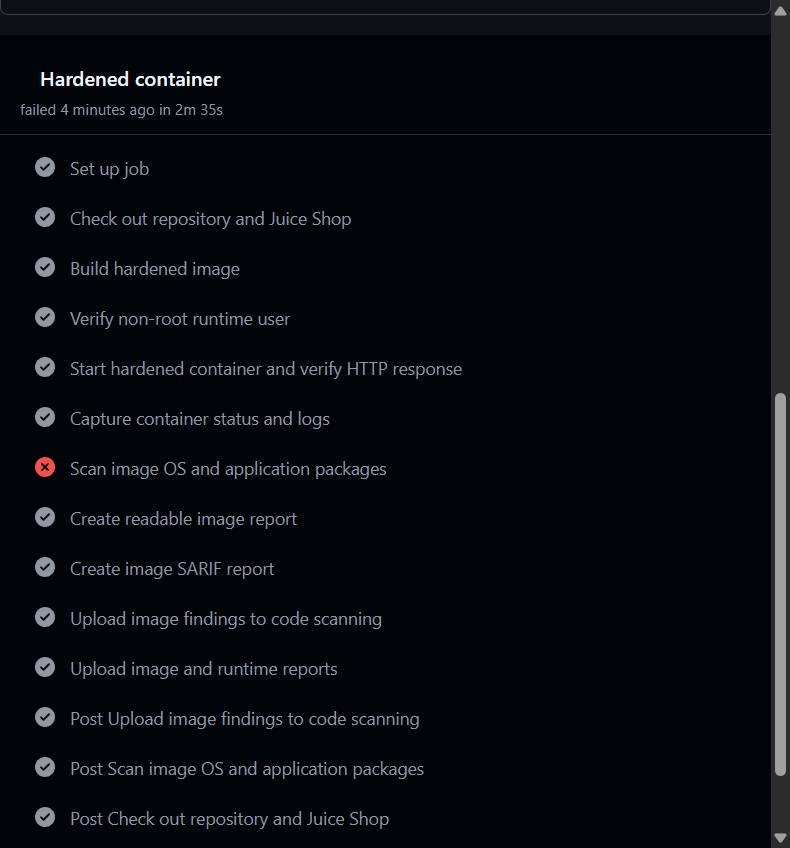 Hardened container
failed 4 minutes ago in 2m 35s
Set up job
Check out repository and Juice Shop
Build hardened image
Verify non-root runtime user
Start hardened container and verify HTTP response
Capture container status and logs
Scan image OS and application packages
Create readable image report
Create image SARIF report
Upload image findings to code scanning
Upload image and runtime reports
Post Upload image findings to code scanning
Post Scan image OS and application packages
Post Check out repository and Juice Shop